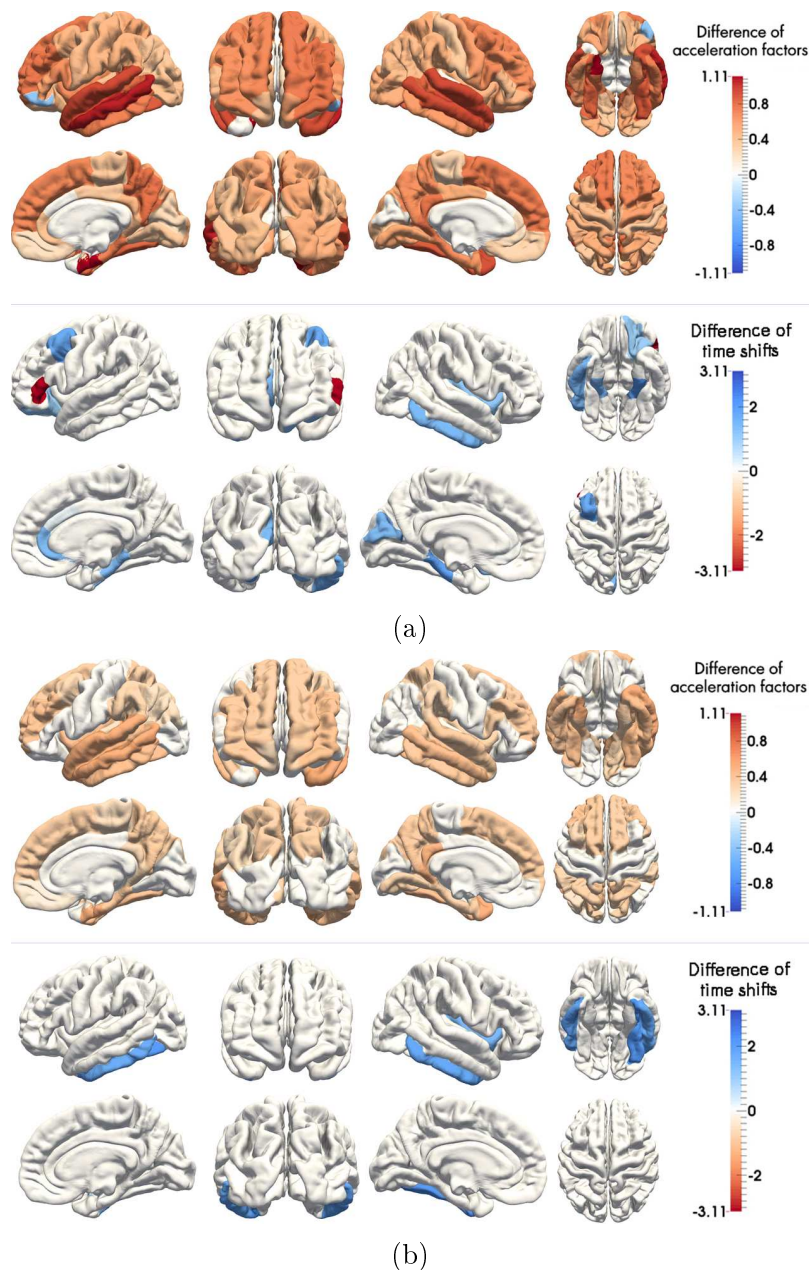 Difference of
acceleration factors
1.11
0.8
0.4
0
-0.4
-0.8
-1.11
Difference of
time shifts
3.11
2
0
-2
-3.11
(a)
Difference of
acceleration factors
1.11
0.8
0.4
0
-0.4
-0.8
-1.11
Difference of
time shifts
3.11
2
0
-2
-3.11
(b)